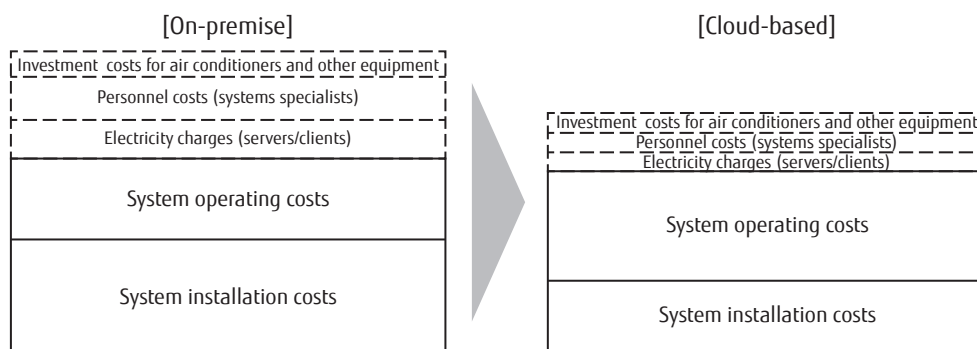 [On-premise]
Investment costs for air conditioners and other equipment
Personnel costs (systems specialists)
Electricity charges (servers/clients)
System operating costs
System installation costs
[Cloud-based]
Investment costs for air conditioners and other equipment
Personnel costs (systems specialists)
Electricity charges (servers/clients)
System operating costs
System installation costs